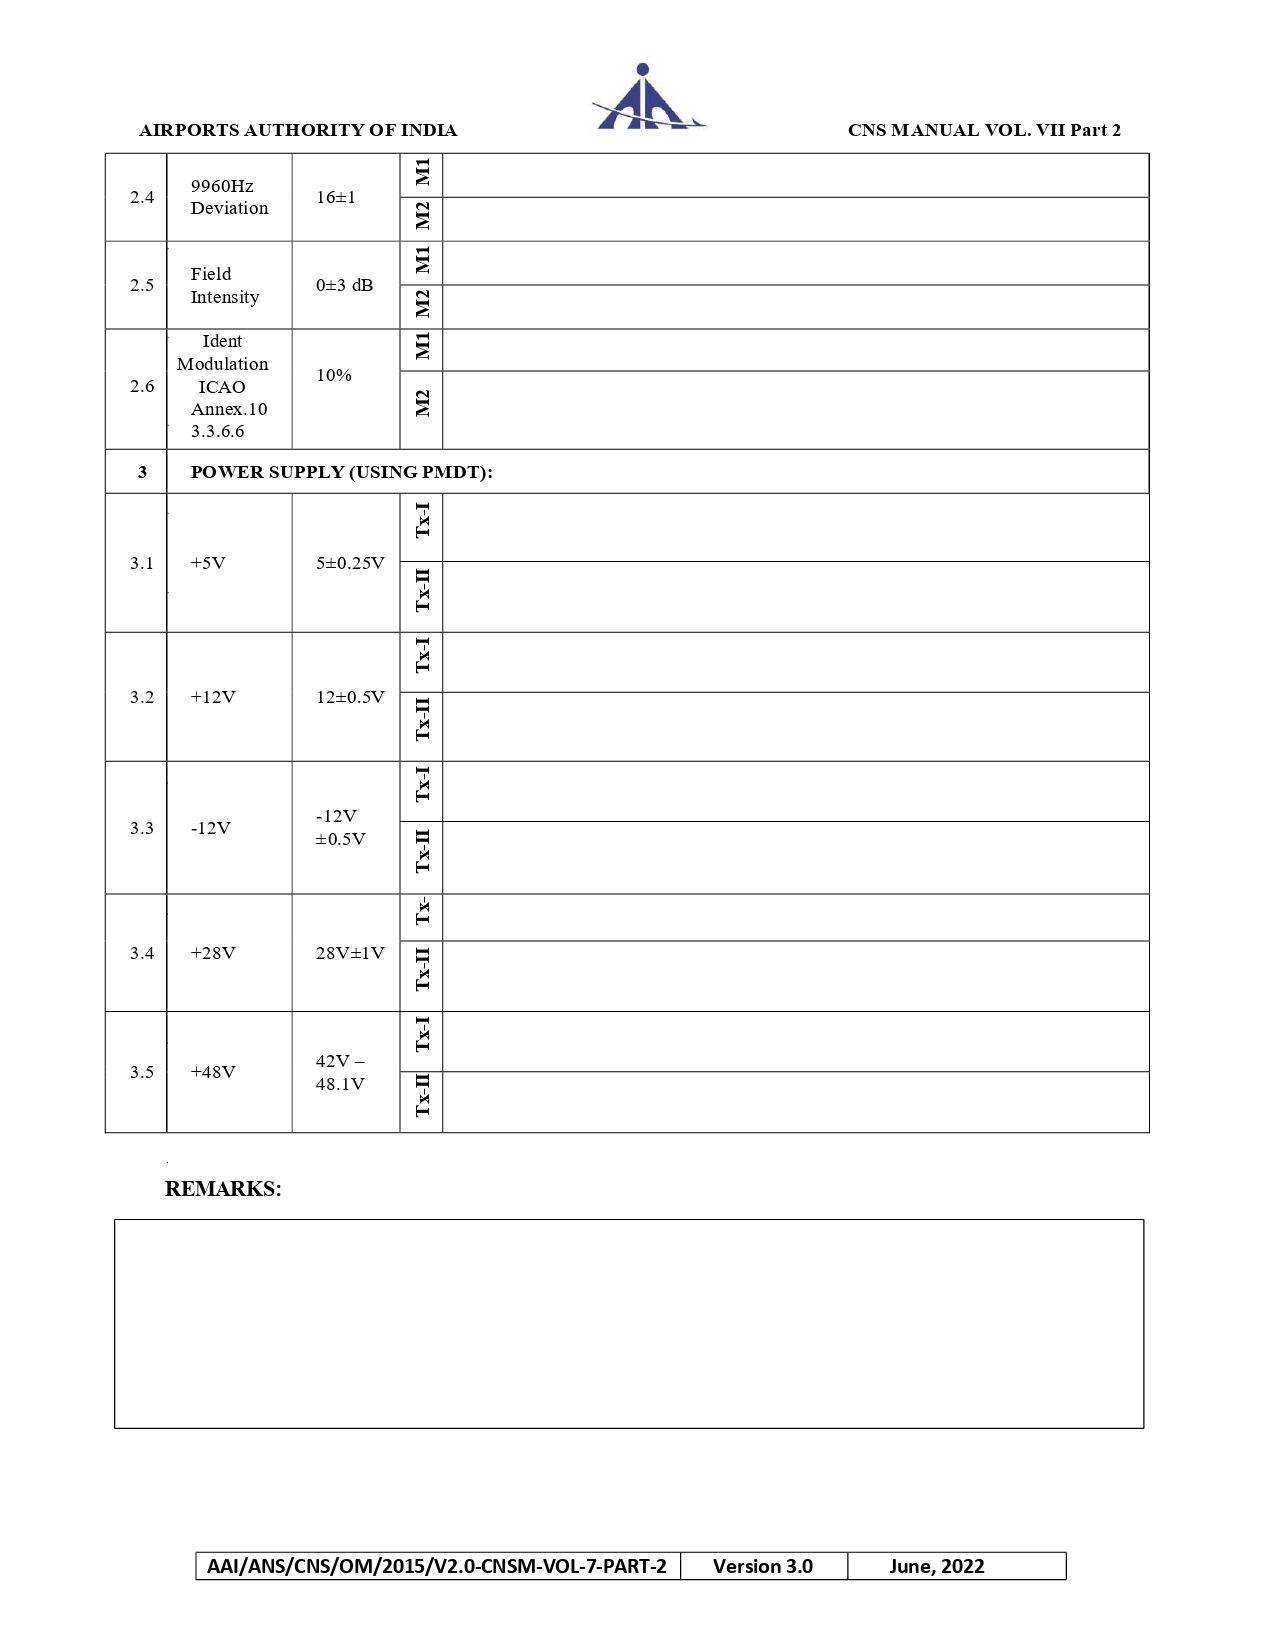 AIRPORTS AUTHORITY OF INDIA
CNS MANUAL VOL. VII Part 2
2.4
9960Hz
Deviation
16±1
M1
M2
2.5
Field
Intensity
0±3 dB
M1
M2
2.6
Ident
Modulation
ICAO
Annex.10
3.3.6.6
10%
M1
M2
3
POWER SUPPLY (USING PMDT):
3.1
+5V
5±0.25V
Tx-I
Tx-II
3.2
+12V
12±0.5V
Tx-I
Tx-II
3.3
-12V
-12V
±0.5V
Tx-I
Tx-II
3.4
+28V
28V±1V
Tx-
Tx-II
3.5
+48V
42V –
48.1V
Tx-I
Tx-II
REMARKS:
AAI/ANS/CNS/OM/2015/V2.0-CNSM-VOL-7-PART-2
Version 3.0
June, 2022